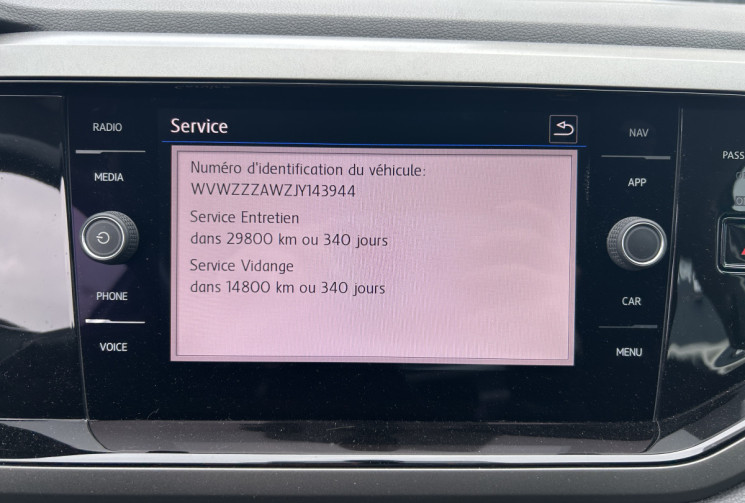 RADIO
MEDIA
PHONE
VOICE
Service
Numéro d'identification du véhicule:
WVWZZZAWZJY143944
Service Entretien
dans 29800 km ou 340 jours
Service Vidange
dans 14800 km ou 340 jours
NAV
APP
CAR
MENU
PASS